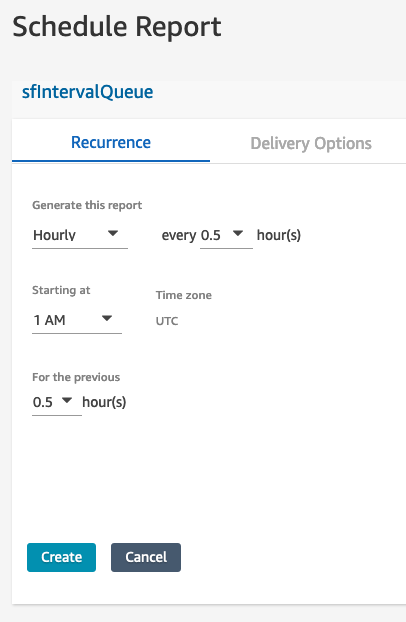 Schedule Report
sfIntervalQueue
Recurrence Delivery Options
Generate this report
Hourly every 0.5 hour(s)
Starting at Time zone
1 AM UTC
For the previous
0.5 hour(s)
Create Cancel